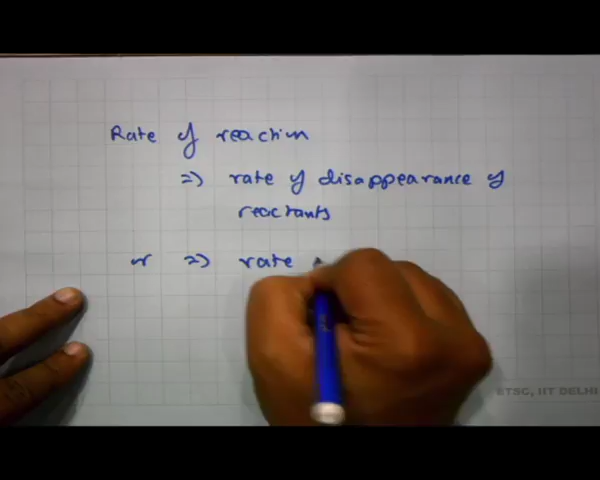 Rate of reaction
=> rate of disappearance of
reactants
or => rate
ETSC, IIT DELHI